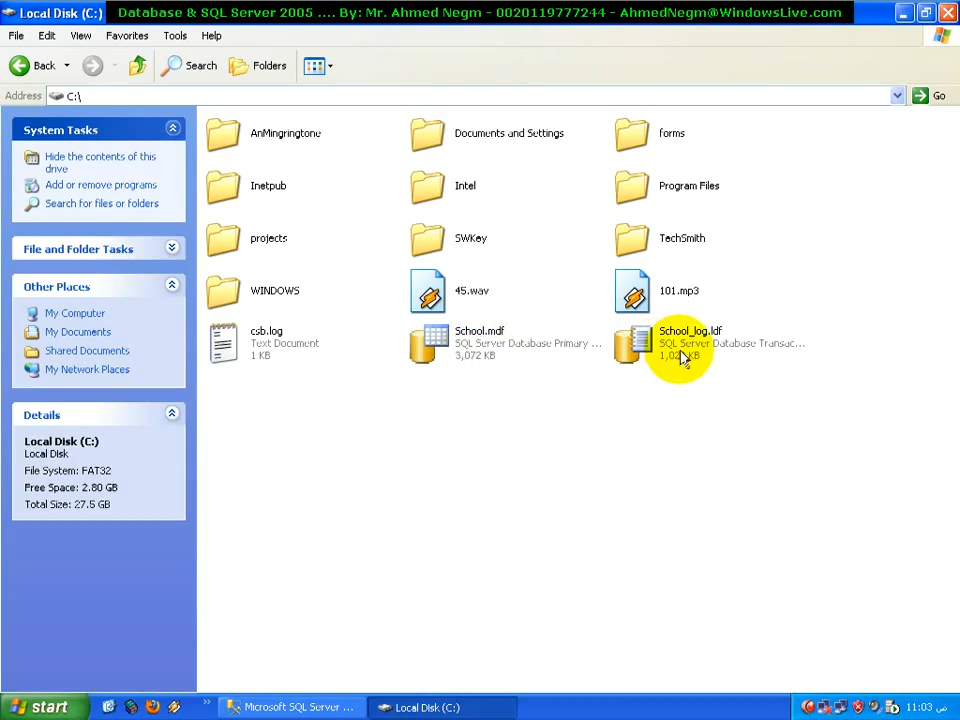 Local Disk (C:)
Database & SQL Server 2005 .... By: Mr. Ahmed Negm - 0020119777244 - AhmedNegm@WindowsLive.com
File Edit View Favorites Tools Help
Back Search Folders
Address C:\ Go
System Tasks
Hide the contents of this
drive
Add or remove programs
Search for files or folders
File and Folder Tasks
Other Places
My Computer
My Documents
Shared Documents
My Network Places
Details
Local Disk (C:)
Local Disk
File System: FAT32
Free Space: 2.80 GB
Total Size: 27.5 GB
AnMingringtone Documents and Settings forms
Inetpub Intel Program Files
projects SWKey TechSmith
WINDOWS 45.wav 101.mp3
csb.log School.mdf School_log.ldf
Text Document SQL Server Database Primary ... SQL Server Database Transac...
1 KB 3,072 KB
start Microsoft SQL Server ... Local Disk (C:) 11:03 ص